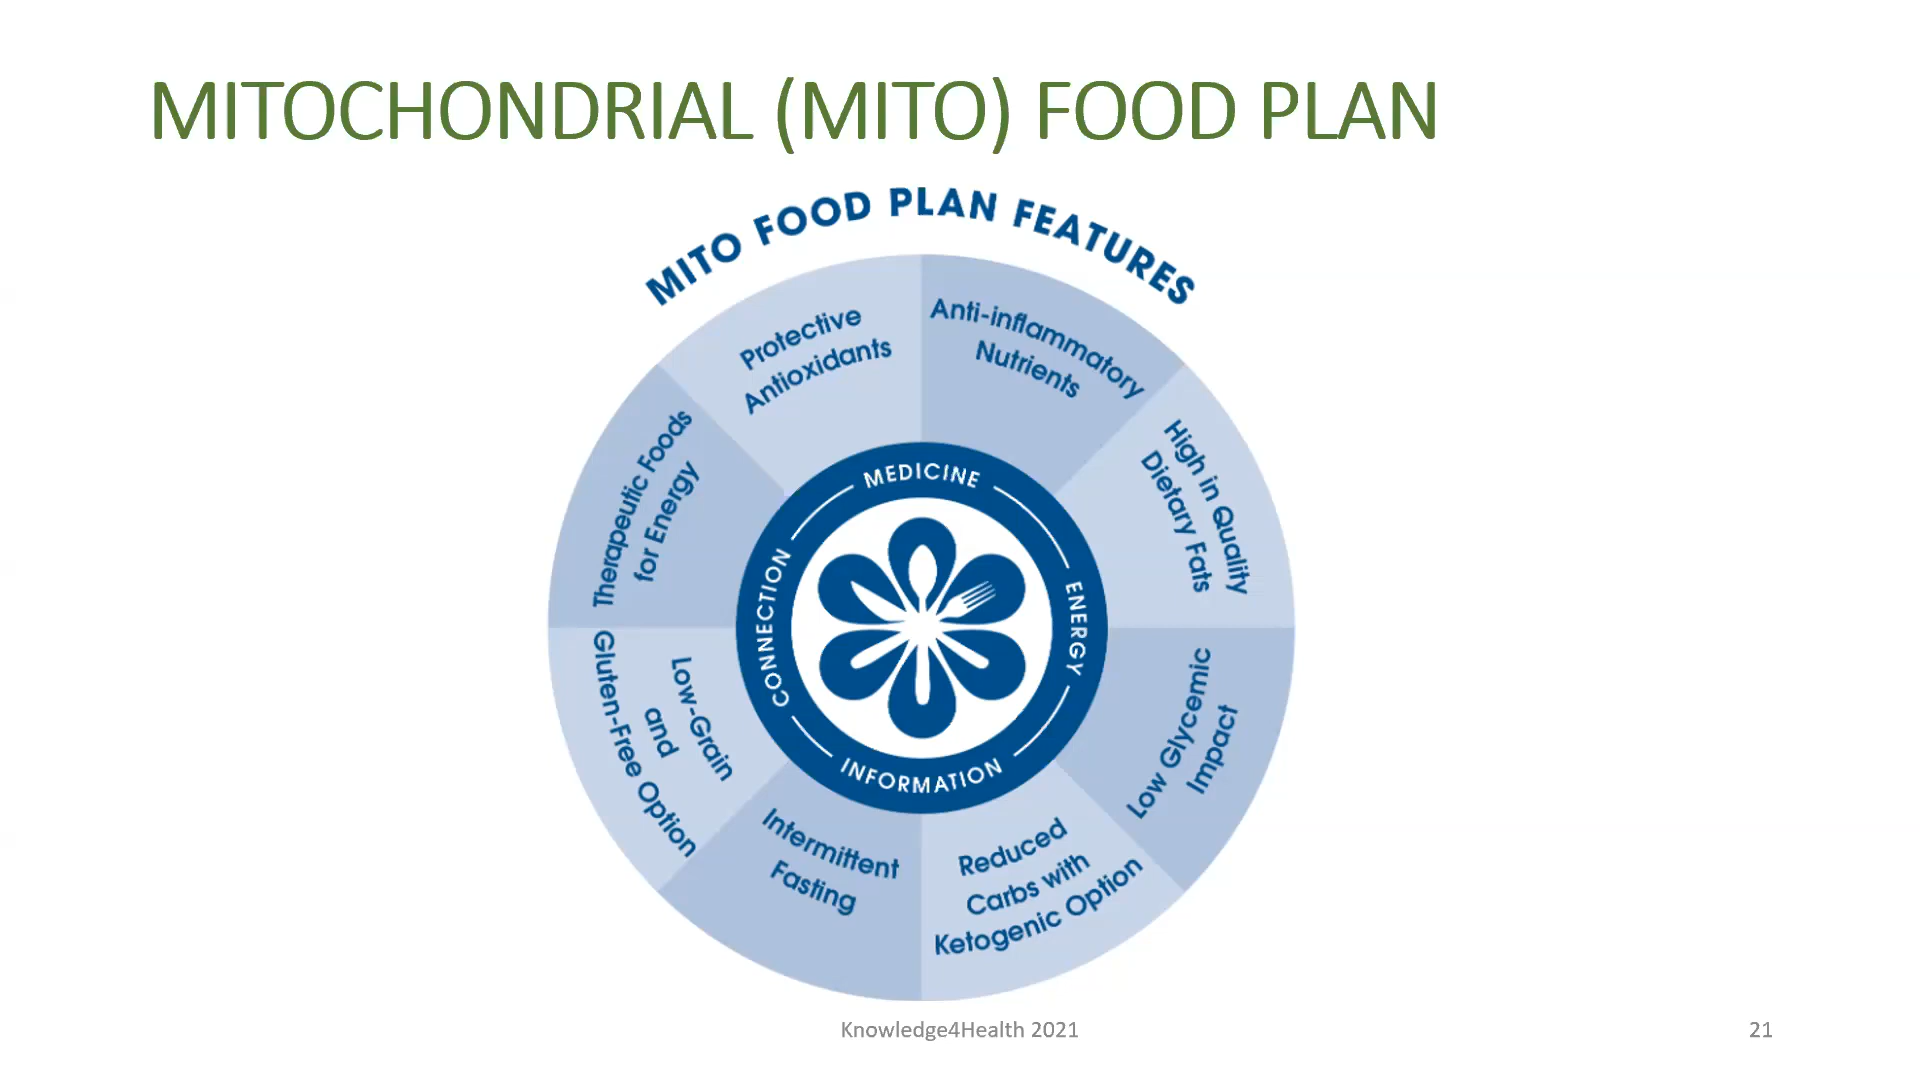 MITOCHONDRIAL (MITO) FOOD PLAN
MITO FOOD PLAN FEATURES
Anti-inflammatory
Nutrients
High in Quality
Dietary Fats
Low Glycemic
Impact
Reduced
Carbs with
Ketogenic Option
Intermittent
Fasting
Low-Grain
and
Gluten-Free Option
Therapeutic Foods
for Energy
Protective
Antioxidants
MEDICINE
ENERGY
INFORMATION
CONNECTION
Knowledge4Health 2021
21